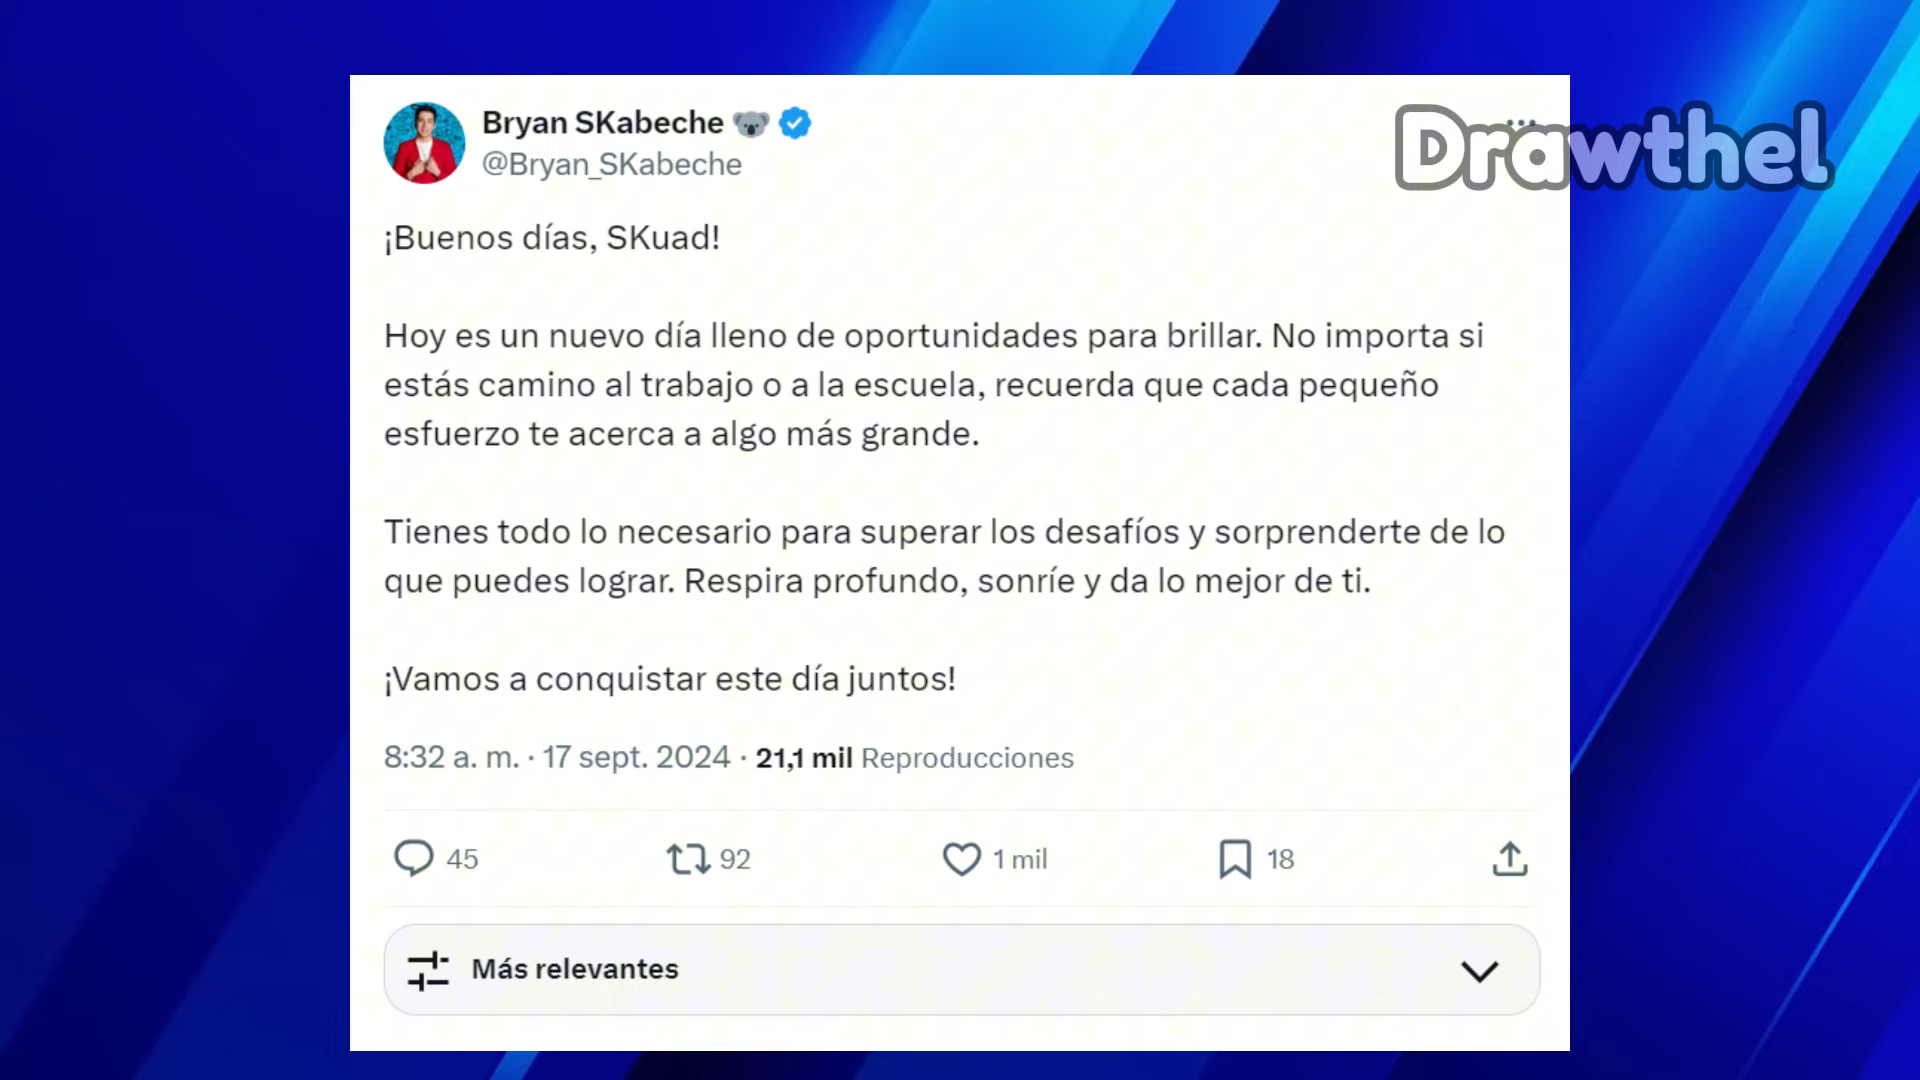 Bryan SKabeche 🐨
@Bryan_SKabeche
Drawthel
¡Buenos días, SKuad!
Hoy es un nuevo día lleno de oportunidades para brillar. No importa si
estás camino al trabajo o a la escuela, recuerda que cada pequeño
esfuerzo te acerca a algo más grande.
Tienes todo lo necesario para superar los desafíos y sorprenderte de lo
que puedes lograr. Respira profundo, sonríe y da lo mejor de ti.
¡Vamos a conquistar este día juntos!
8:32 a. m. · 17 sept. 2024 · 21,1 mil Reproducciones
45 92 1 mil 18
Más relevantes